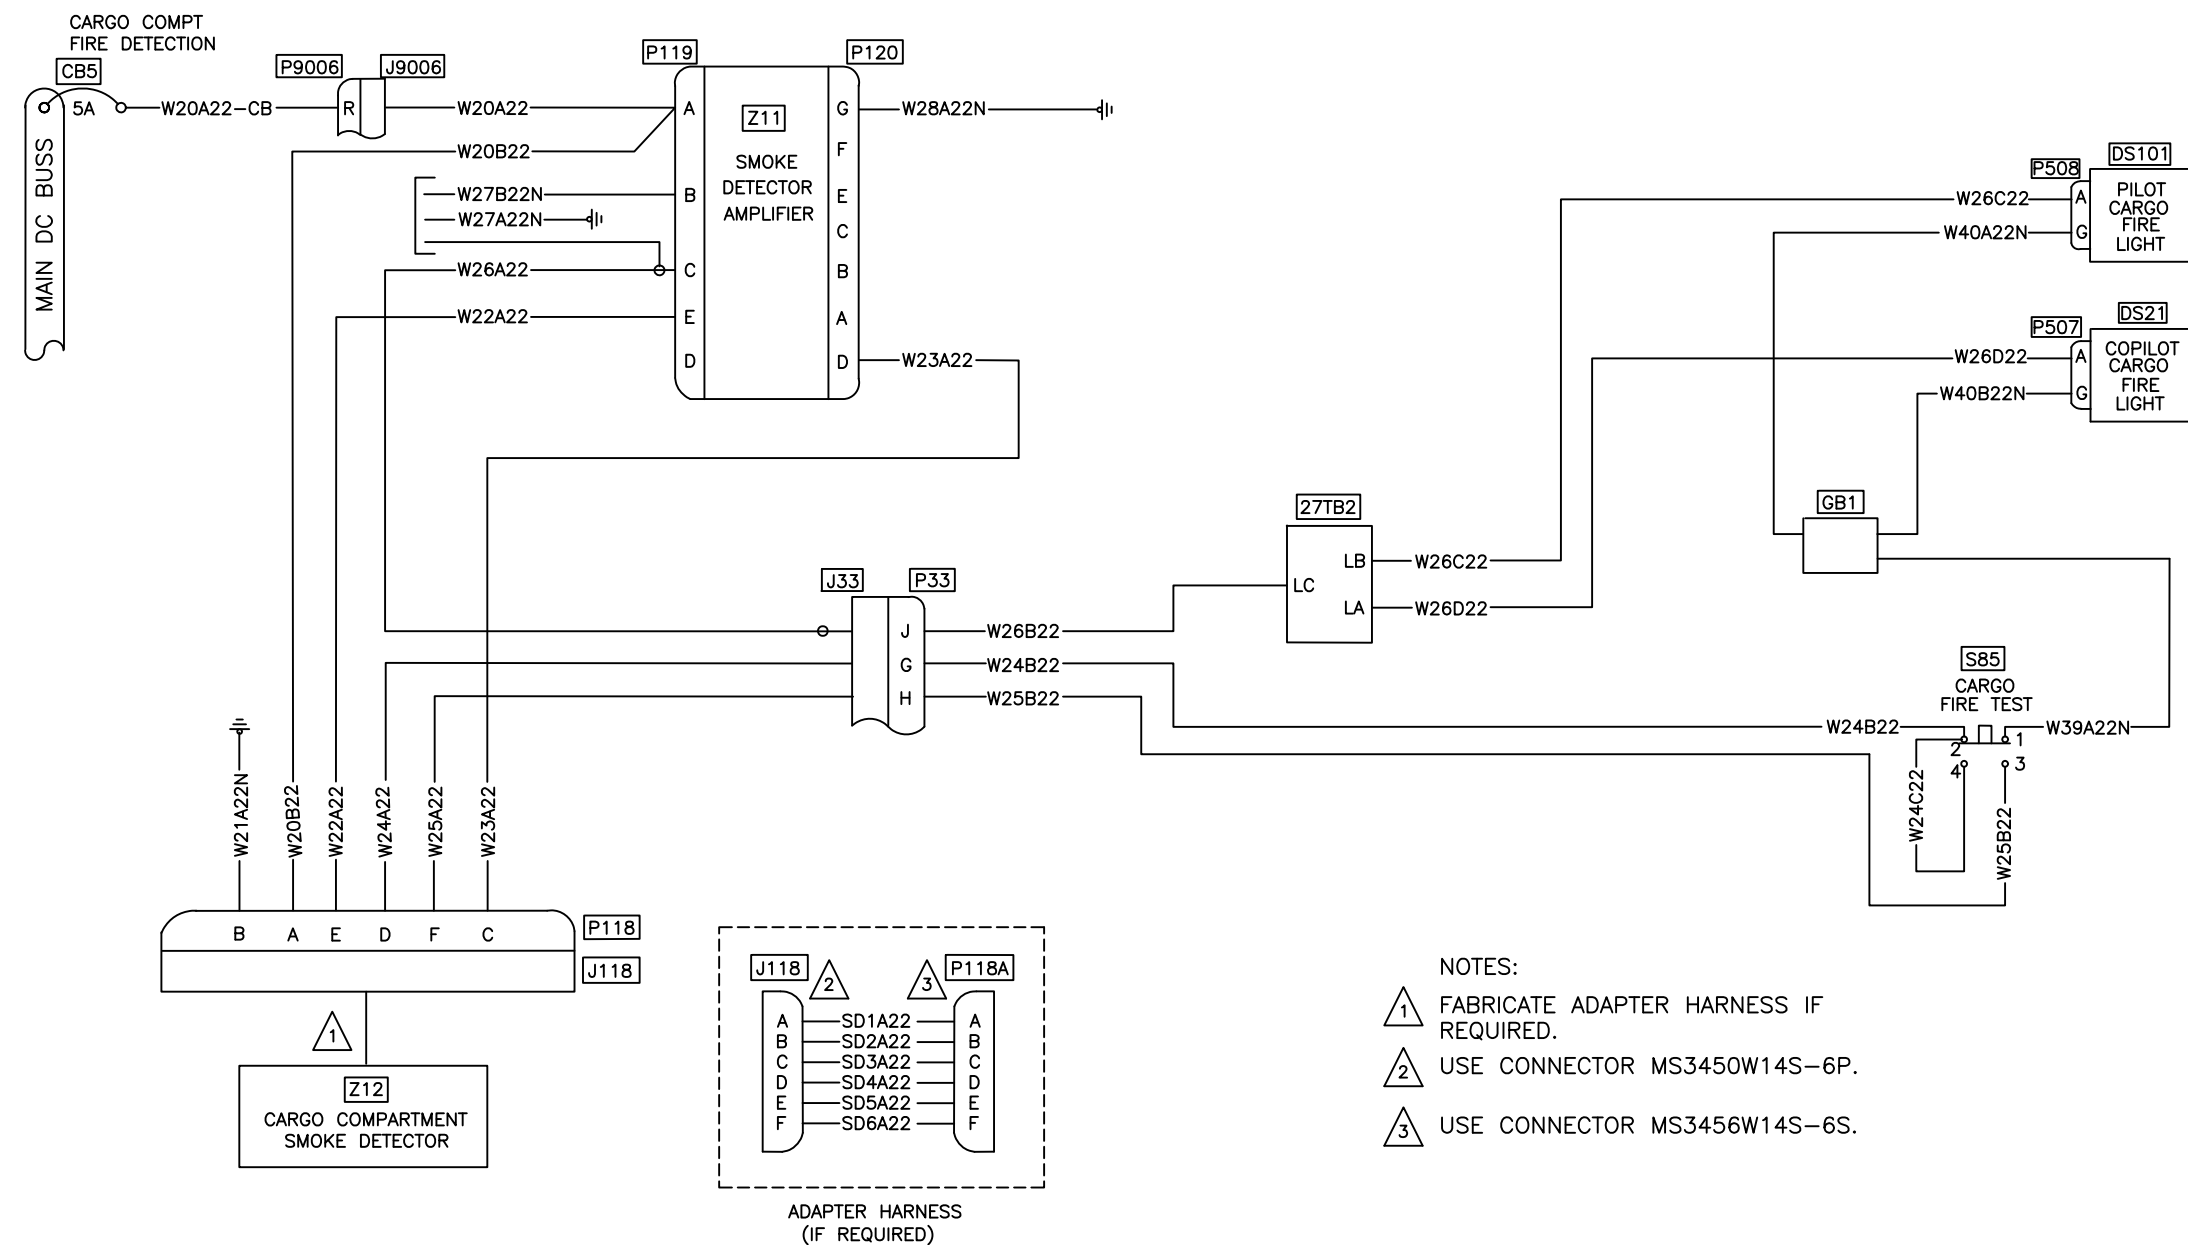 CARGO COMPT
FIRE DETECTION
CB5
5A
MAIN DC BUSS
W20A22-CB
P9006
J9006
R
W20A22
W20B22
W27B22N
W27A22N
W26A22
W22A22
P119
P120
A
B
C
E
D
Z11
SMOKE
DETECTOR
AMPLIFIER
G
F
E
C
B
A
D
W28A22N
W23A22
DS101
P508
A
G
PILOT
CARGO
FIRE
LIGHT
W26C22
W40A22N
DS21
P507
A
G
COPILOT
CARGO
FIRE
LIGHT
W26D22
W40B22N
GB1
27TB2
LB
LC
LA
W26C22
W26D22
J33
P33
J
G
H
W26B22
W24B22
W25B22
S85
CARGO
FIRE TEST
W24B22
W39A22N
2
1
4
3
W24C22
W25B22
W21A22N
W20B22
W22A22
W24A22
W25A22
W23A22
B A E D F C
P118
J118
1
Z12
CARGO COMPARTMENT
SMOKE DETECTOR
J118
2
3
P118A
A SD1A22 A
B SD2A22 B
C SD3A22 C
D SD4A22 D
E SD5A22 E
F SD6A22 F
ADAPTER HARNESS
(IF REQUIRED)
NOTES:
1 FABRICATE ADAPTER HARNESS IF
REQUIRED.
2 USE CONNECTOR MS3450W14S-6P.
3 USE CONNECTOR MS3456W14S-6S.